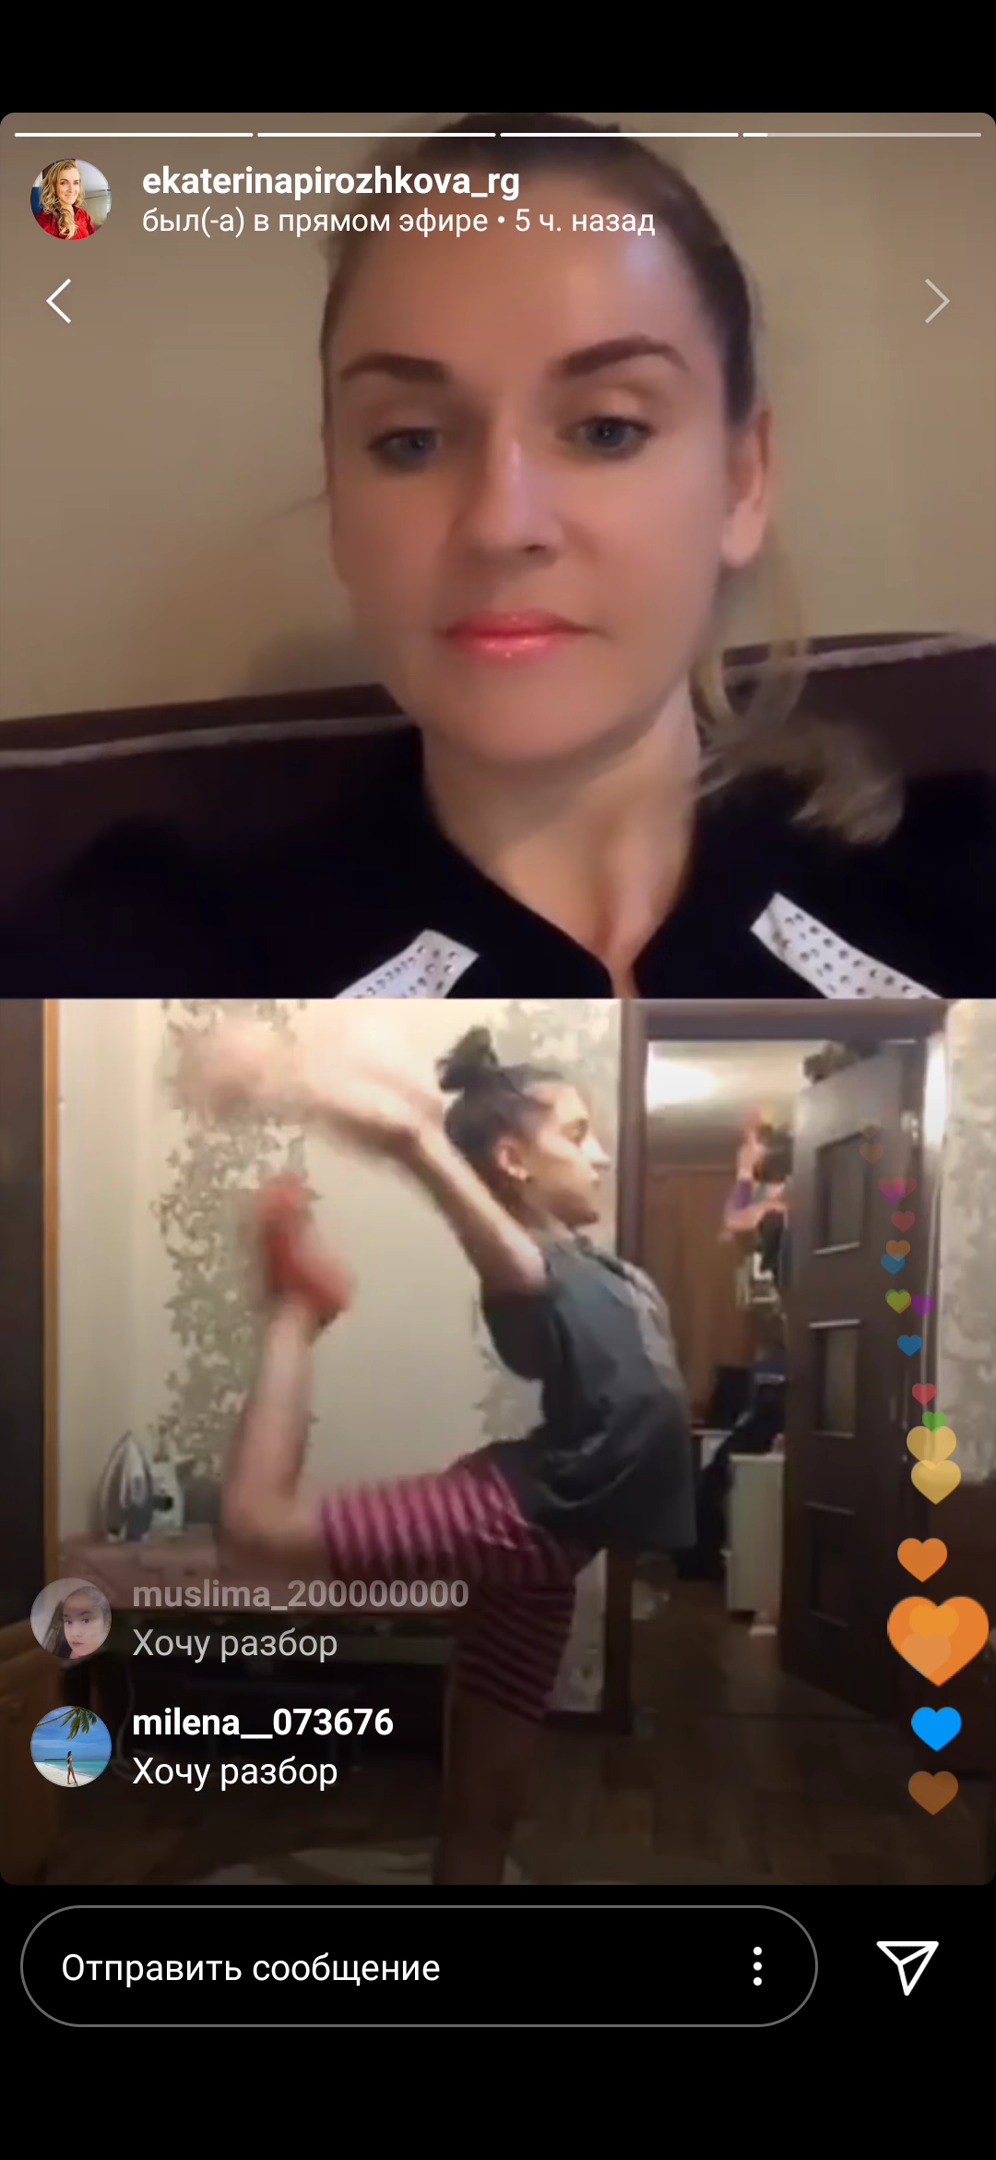 ekaterinapirozhkova_rg
был(-а) в прямом эфире • 5 ч. назад
muslima_200000000
Хочу разбор
milena__073676
Хочу разбор
Отправить сообщение